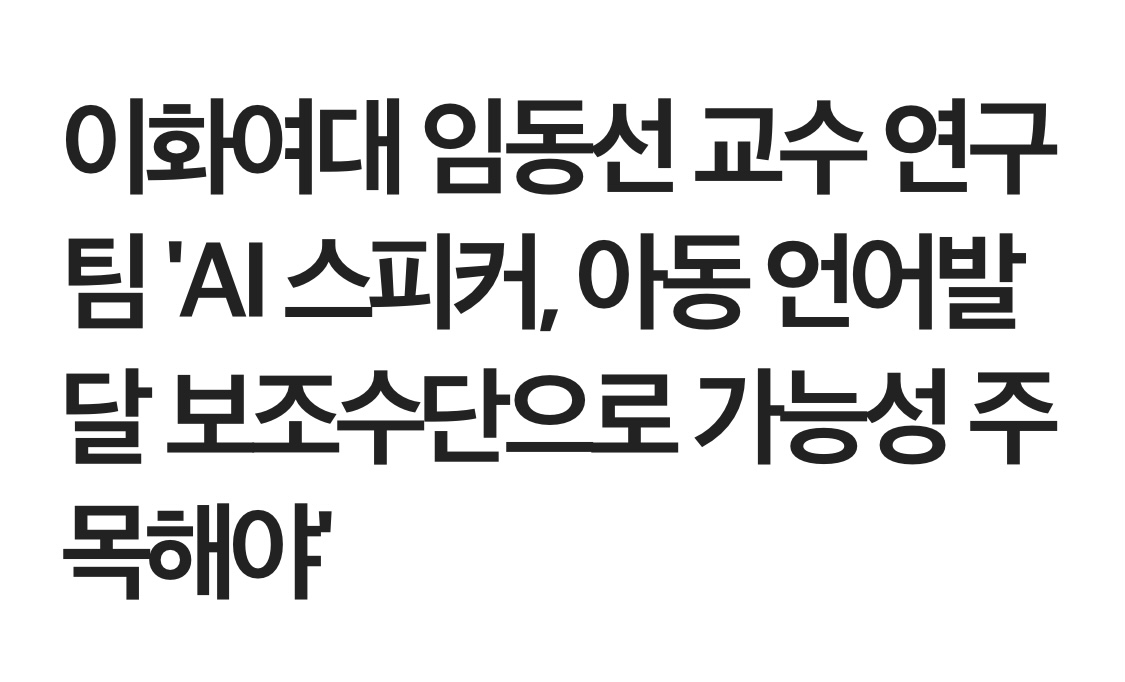 이화여대 임동선 교수 연구
팀 'AI 스피커, 아동 언어발
달 보조수단으로 가능성 주
목해야'